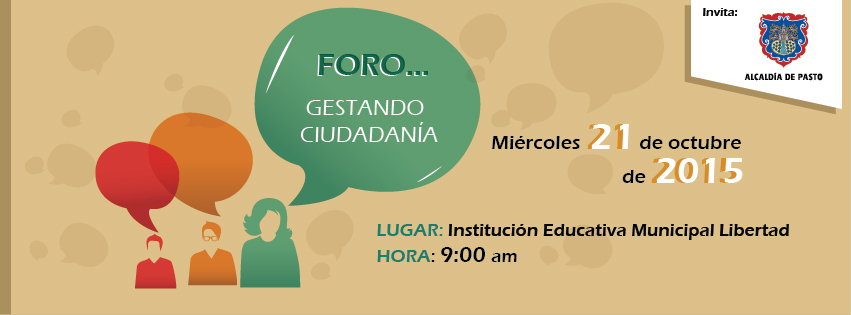 Invita:
ALCALDÍA DE PASTO
FORO...
GESTANDO
CIUDADANÍA
Miércoles 21 de octubre
de 2015
LUGAR: Institución Educativa Municipal Libertad
HORA: 9:00 am